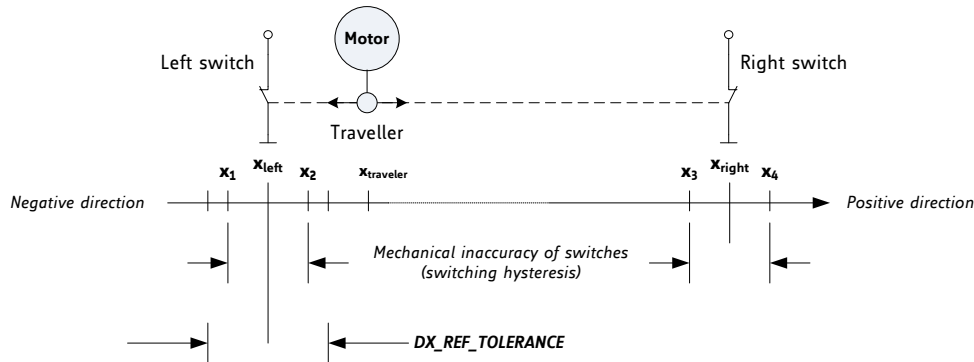 Motor
Left switch
Right switch
Traveller
x1
xleft
x2
xtraveler
x3
xright
x4
Negative direction
Positive direction
Mechanical inaccuracy of switches
(switching hysteresis)
DX_REF_TOLERANCE